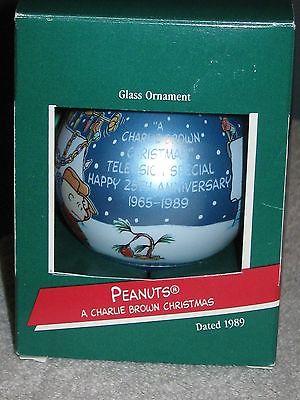 Glass Ornament
"A
CHARLIE BROWN
CHRISTMAS"
TELEVISION SPECIAL
HAPPY 25TH ANNIVERSARY
1965-1989
PEANUTS®
A CHARLIE BROWN CHRISTMAS
Dated 1989